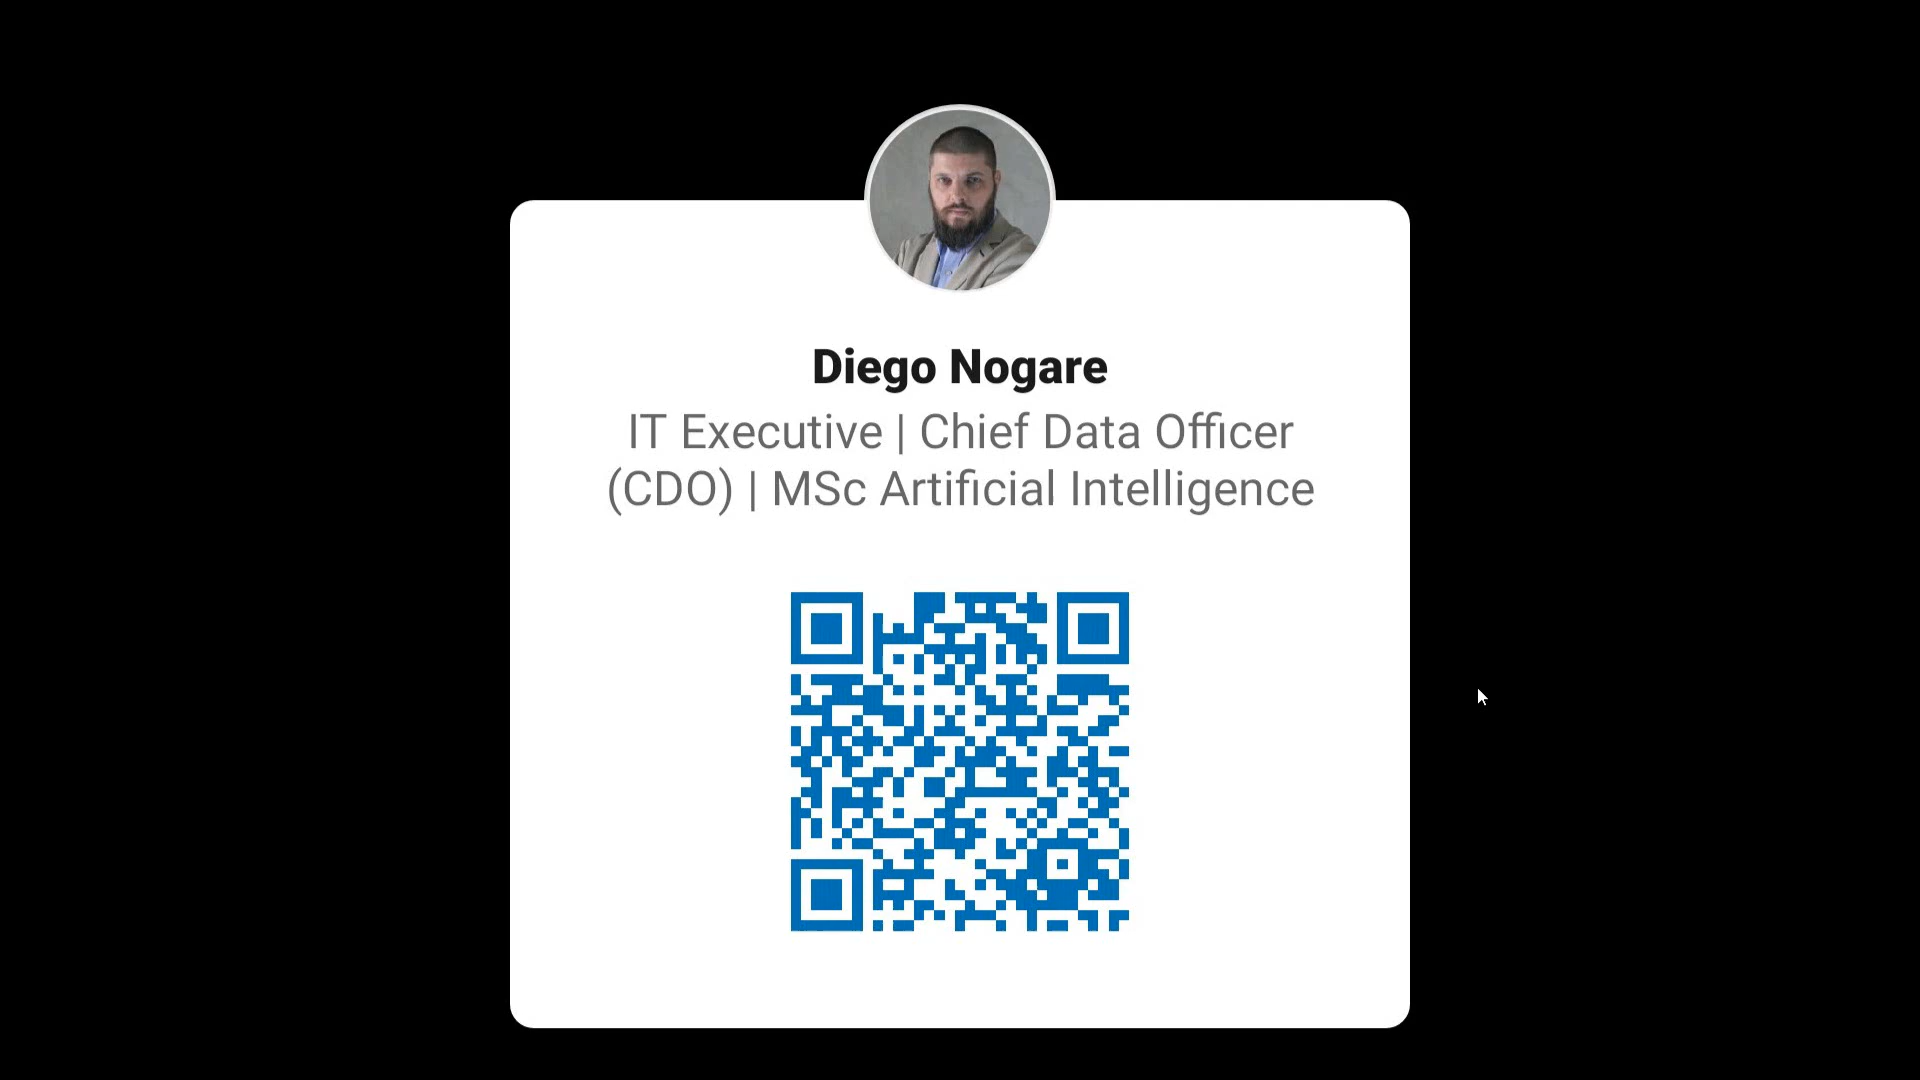 Diego Nogare
IT Executive | Chief Data Officer
(CDO) | MSc Artificial Intelligence